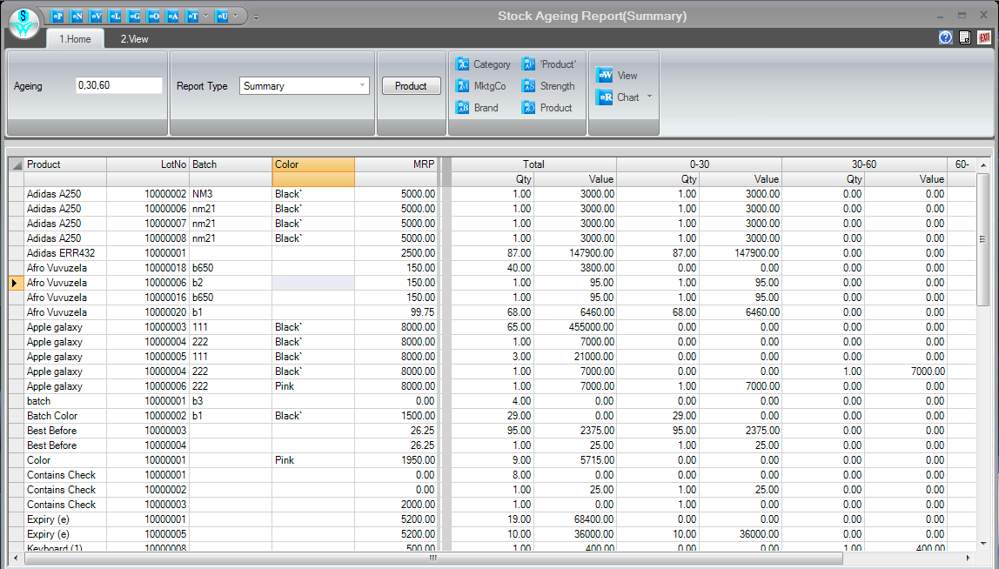 Stock Ageing Report(Summary)
S W P N V L G O A T U
1.Home 2.View
EXIT
Ageing 0,30,60 Report Type Summary Product
Category 'Product' View
MktgCo Strength Chart
Brand Product
Product LotNo Batch Color MRP Total 0-30 30-60 60-
Qty Value Qty Value Qty Value
Adidas A250 10000002 NM3 Black` 5000.00 1.00 3000.00 1.00 3000.00 0.00 0.00
Adidas A250 10000006 nm21 Black` 5000.00 1.00 3000.00 1.00 3000.00 0.00 0.00
Adidas A250 10000007 nm21 Black` 5000.00 1.00 3000.00 1.00 3000.00 0.00 0.00
Adidas A250 10000008 nm21 Black` 5000.00 1.00 3000.00 1.00 3000.00 0.00 0.00
Adidas ERR432 10000001 2500.00 87.00 147900.00 87.00 147900.00 0.00 0.00
Afro Vuvuzela 10000018 b650 150.00 40.00 3800.00 0.00 0.00 0.00 0.00
Afro Vuvuzela 10000006 b2 150.00 1.00 95.00 1.00 95.00 0.00 0.00
Afro Vuvuzela 10000016 b650 150.00 1.00 95.00 1.00 95.00 0.00 0.00
Afro Vuvuzela 10000020 b1 99.75 68.00 6460.00 68.00 6460.00 0.00 0.00
Apple galaxy 10000003 111 Black` 8000.00 65.00 455000.00 0.00 0.00 0.00 0.00
Apple galaxy 10000004 222 Black` 8000.00 1.00 7000.00 0.00 0.00 0.00 0.00
Apple galaxy 10000005 111 Black` 8000.00 3.00 21000.00 0.00 0.00 0.00 0.00
Apple galaxy 10000004 222 Black` 8000.00 1.00 7000.00 0.00 0.00 1.00 7000.00
Apple galaxy 10000006 222 Pink 8000.00 1.00 7000.00 1.00 7000.00 0.00 0.00
batch 10000001 b3 0.00 4.00 0.00 0.00 0.00 0.00 0.00
Batch Color 10000002 b1 Black` 1500.00 29.00 0.00 29.00 0.00 0.00 0.00
Best Before 10000003 26.25 95.00 2375.00 95.00 2375.00 0.00 0.00
Best Before 10000004 26.25 1.00 25.00 1.00 25.00 0.00 0.00
Color 10000001 Pink 1950.00 9.00 5715.00 0.00 0.00 0.00 0.00
Contains Check 10000001 0.00 8.00 0.00 0.00 0.00 0.00 0.00
Contains Check 10000002 0.00 1.00 25.00 1.00 25.00 0.00 0.00
Contains Check 10000003 2000.00 1.00 0.00 1.00 0.00 0.00 0.00
Expiry (e) 10000001 5200.00 19.00 68400.00 0.00 0.00 0.00 0.00
Expiry (e) 10000005 5200.00 10.00 36000.00 10.00 36000.00 0.00 0.00
Keyboard (1) 10000008 500.00 1.00 400.00 0.00 0.00 1.00 400.00